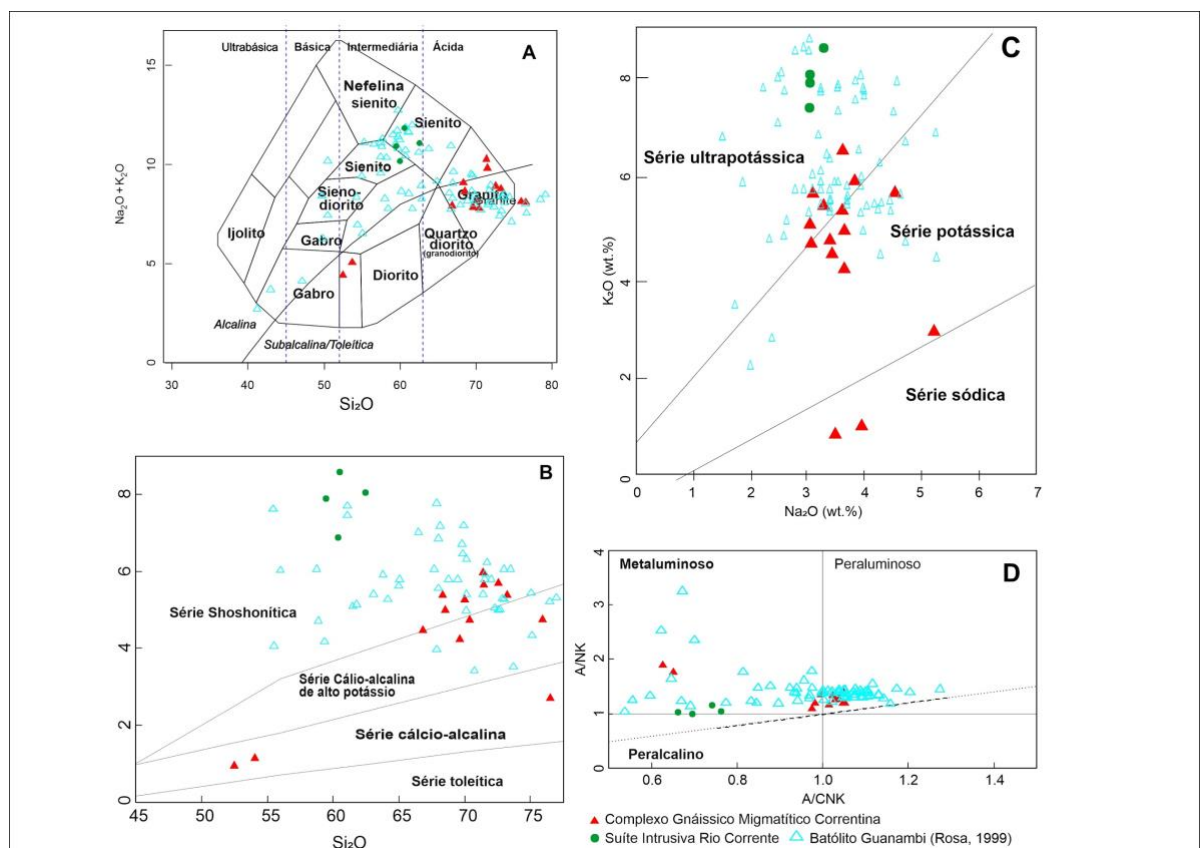 A
Ultrabásica Básica Intermediária Ácida
Nefelina
sienito
Sienito
Sienito
Sieno-
diorito
Granito
Granite
Ijolito
Gabro
Quartzo
diorito
(granodiorito)
Gabro
Diorito
Alcalina
Subalcalina/Toleítica
Na₂O + K₂O
0 5 10 15
30 40 50 60 70 80
Si₂O
B
Série Shoshonítica
Série Cálio-alcalina
de alto potássio
Série cálcio-alcalina
Série toleítica
0 2 4 6 8
45 50 55 60 65 70 75
Si₂O
C
Série ultrapotássica
Série potássica
Série sódica
K₂O (wt.%)
0 2 4 6 8
0 1 2 3 4 5 6 7
Na₂O (wt.%)
D
Metaluminoso Peraluminoso
Peralcalino
A/NK
0 1 2 3 4
0.6 0.8 1.0 1.2 1.4
A/CNK
Complexo Gnáissico Migmatítico Correntina
Suíte Intrusiva Rio Corrente Batólito Guanambi (Rosa, 1999)